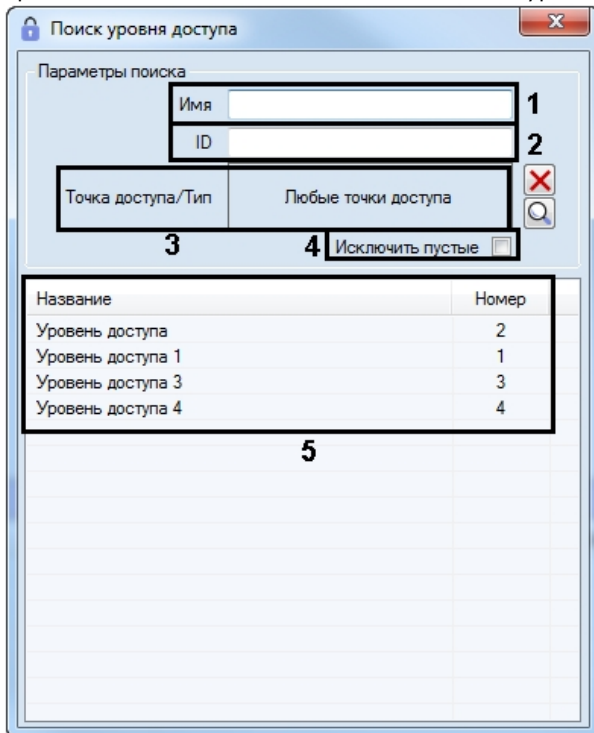 Поиск уровня доступа
Параметры поиска
Имя 1
ID 2
Точка доступа/Тип Любые точки доступа
3 4 Исключить пустые
Название Номер
Уровень доступа 2
Уровень доступа 1 1
Уровень доступа 3 3
Уровень доступа 4 4
5